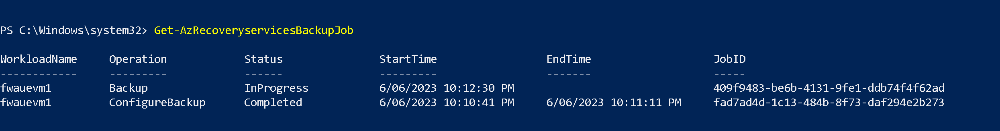 PS C:\Windows\system32> Get-AzRecoveryservicesBackupJob
WorkloadName     Operation            Status               StartTime                 EndTime                   JobID
------------     ---------            ------               ---------                 -------                   -----
fwauevm1         Backup               InProgress           6/06/2023 10:12:30 PM                               409f9483-be6b-4131-9fe1-ddb74f4f62ad
fwauevm1         ConfigureBackup      Completed            6/06/2023 10:10:41 PM     6/06/2023 10:11:11 PM     fad7ad4d-1c13-484b-8f73-daf294e2b273